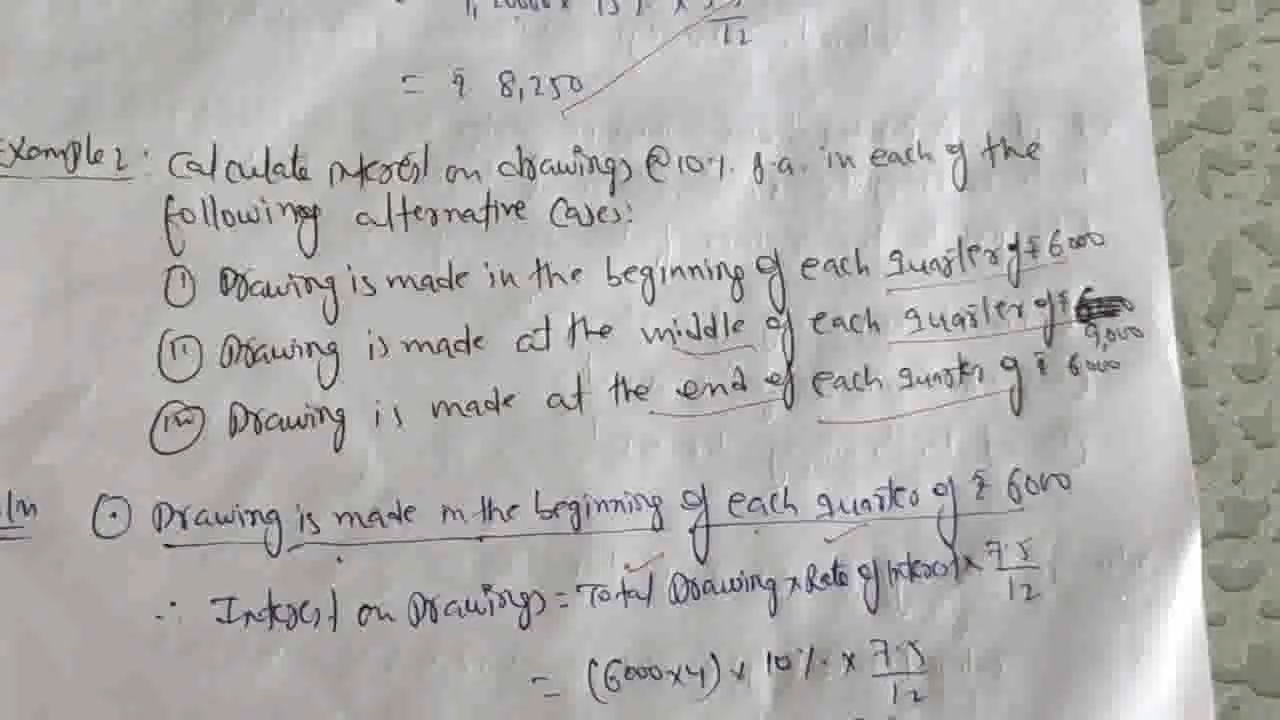 1,20000 × 15% ×
12
= ₹ 8,250
Example 2: Calculate interest on drawings @ 10% p.a. in each of the
following alternative Cases:
(i) Drawing is made in the beginning of each quarter of ₹ 6000
(ii) Drawing is made at the middle of each quarter of ₹
9,000
(iii) Drawing is made at the end of each quarter of ₹ 6000
Drawing is made in the beginning of each quarter of ₹ 6000
∴ Interest on Drawings = Total Drawing × Rate of Interest × 7.5/12
= (6000×4) × 10% × 7.5/12